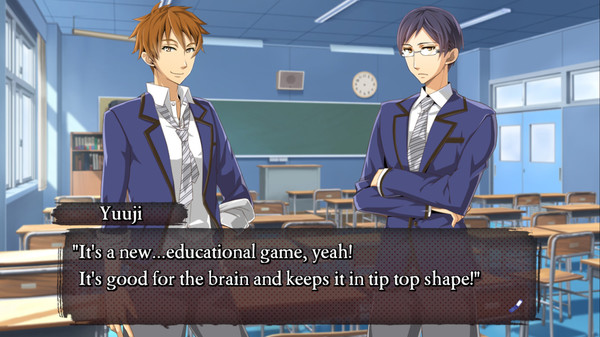 Yuuji
"It's a new...educational game, yeah!
It's good for the brain and keeps it in tip top shape!"